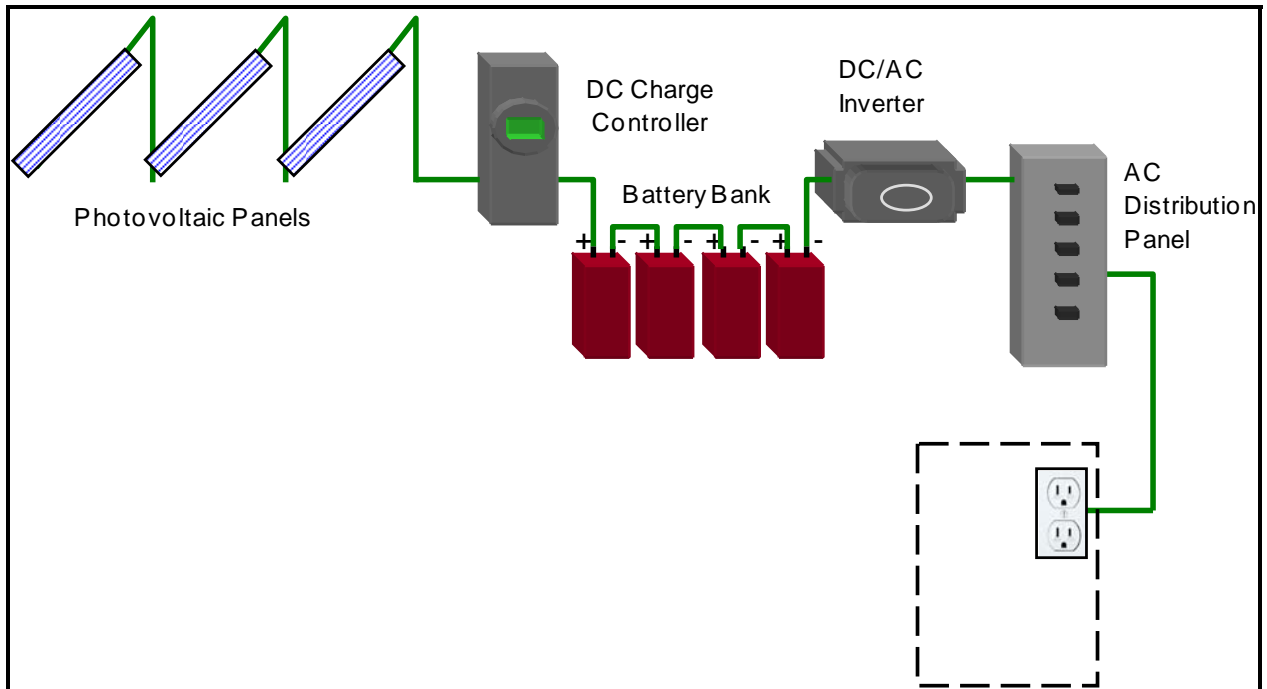 Photovoltaic Panels
DC Charge
Controller
Battery Bank
+ - + - + - + -
DC/AC
Inverter
AC
Distribution
Panel